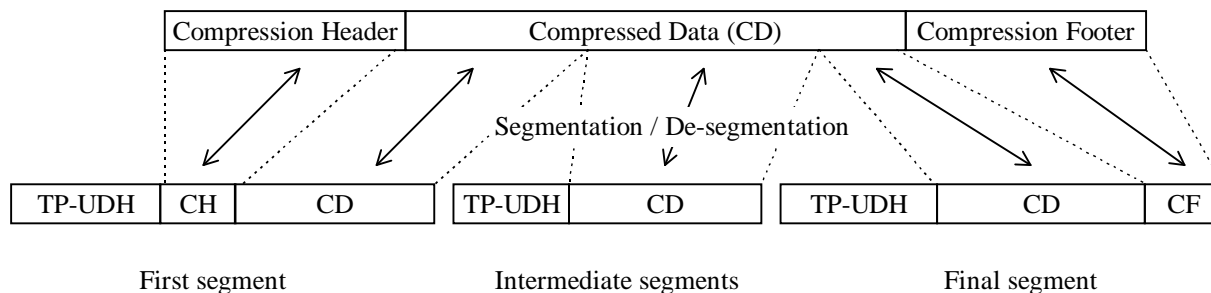 Compression Header Compressed Data (CD) Compression Footer
Segmentation / De-segmentation
TP-UDH CH CD TP-UDH CD TP-UDH CD CF
First segment Intermediate segments Final segment